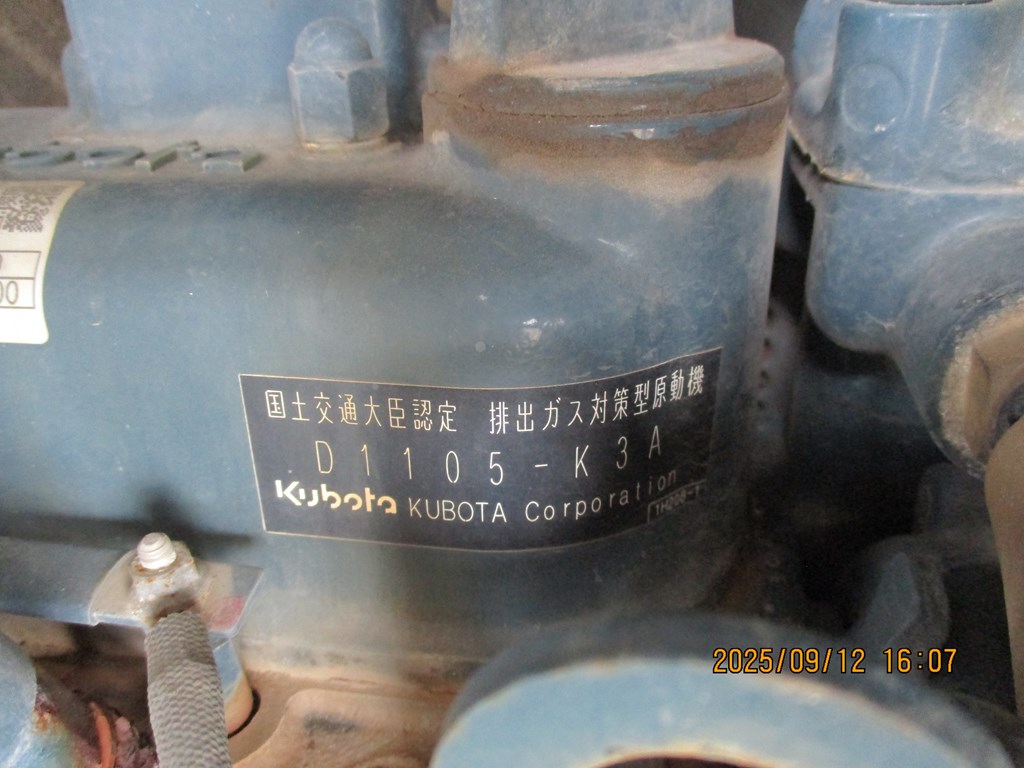 国土交通大臣認定 排出ガス対策型原動機
D1105-K3A
Kubota KUBOTA Corporation
2025/09/12 16:07